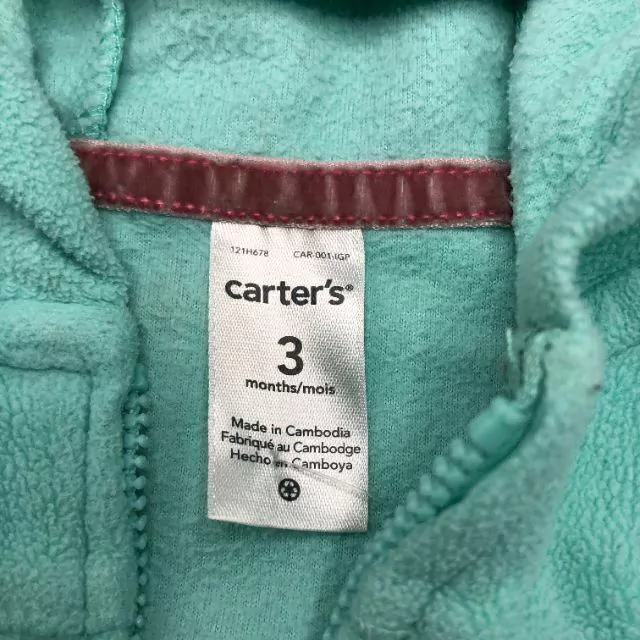 121H678 CAR-001-IGP
carter's®
3
months/mois
Made in Cambodia
Fabriqué au Cambodge
Hecho en Camboya